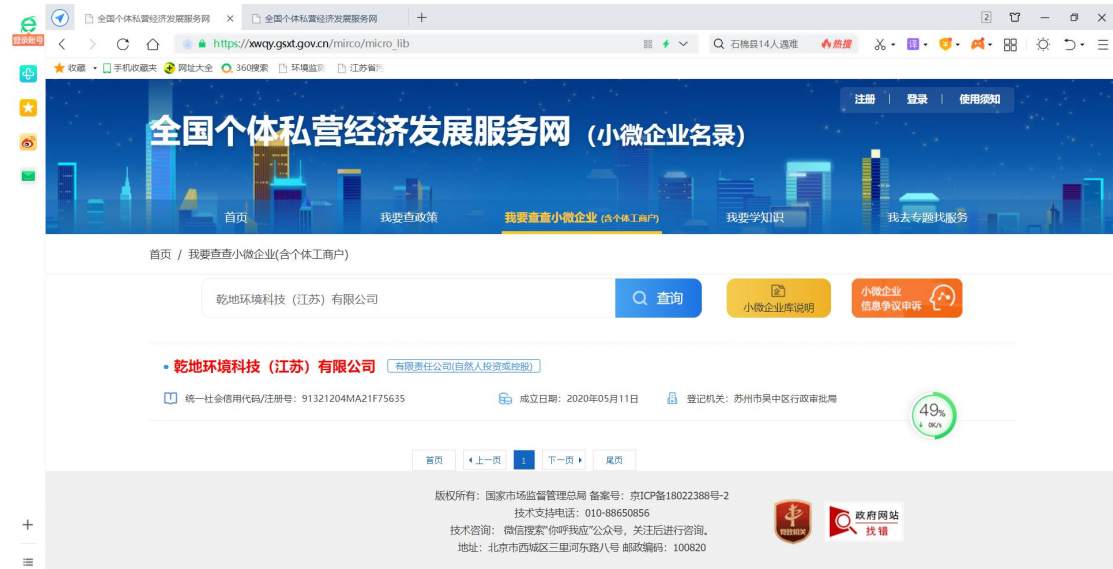 全国个体私营经济发展服务网
全国个体私营经济发展服务网
2
登录账号
https://xwqy.gsxt.gov.cn/mirco/micro_lib
石棉县14人遇难
热搜
收藏
手机收藏夹
网址大全
360搜索
环境监
江苏省
注册 | 登录 | 使用须知
全国个体私营经济发展服务网 (小微企业名录)
首页
我要查政策
我要查查小微企业 (含个体工商户)
我要学知识
我去专题找服务
首页 / 我要查查小微企业(含个体工商户)
乾地环境科技（江苏）有限公司
查询
小微企业库说明
小微企业
信息争议申诉
乾地环境科技（江苏）有限公司
有限责任公司(自然人投资或控股)
统一社会信用代码/注册号：91321204MA21F75635
成立日期：2020年05月11日
登记机关：苏州市吴中区行政审批局
49%
0K/s
首页
上一页
1
下一页
尾页
版权所有：国家市场监督管理总局 备案号：京ICP备18022388号-2
技术支持电话：010-88650856
技术咨询： 微信搜索“你呼我应”公众号，关注后进行咨询。
地址：北京市西城区三里河东路八号 邮政编码：100820
党政机关
政府网站
找错